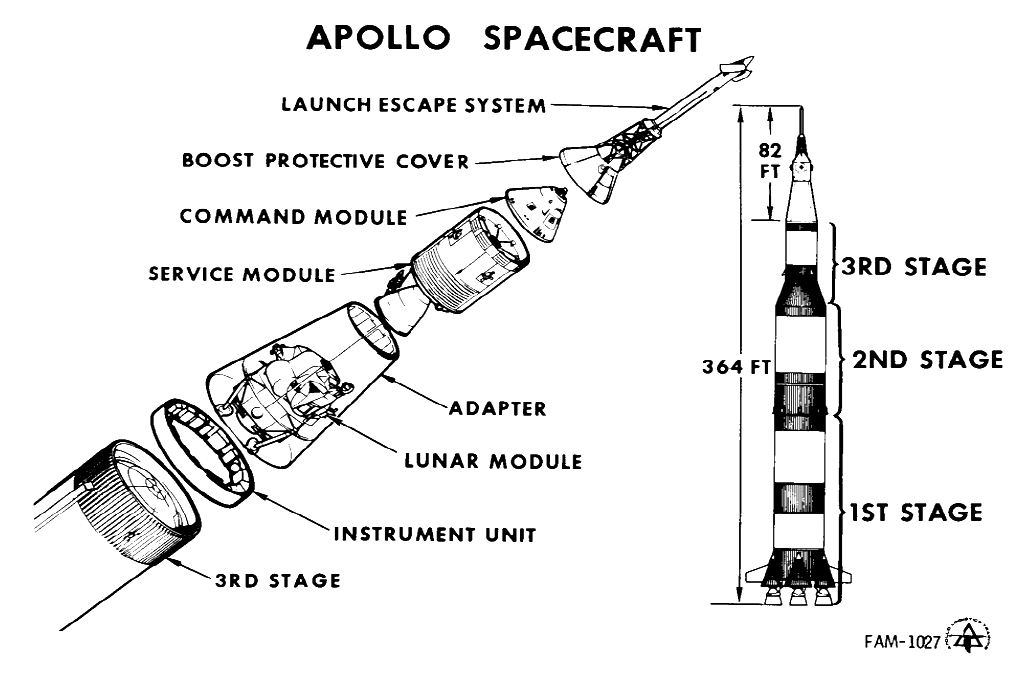 APOLLO SPACECRAFT
LAUNCH ESCAPE SYSTEM
BOOST PROTECTIVE COVER
COMMAND MODULE
SERVICE MODULE
ADAPTER
LUNAR MODULE
INSTRUMENT UNIT
3RD STAGE
82
FT
364 FT
3RD STAGE
2ND STAGE
1ST STAGE
FAM-1027